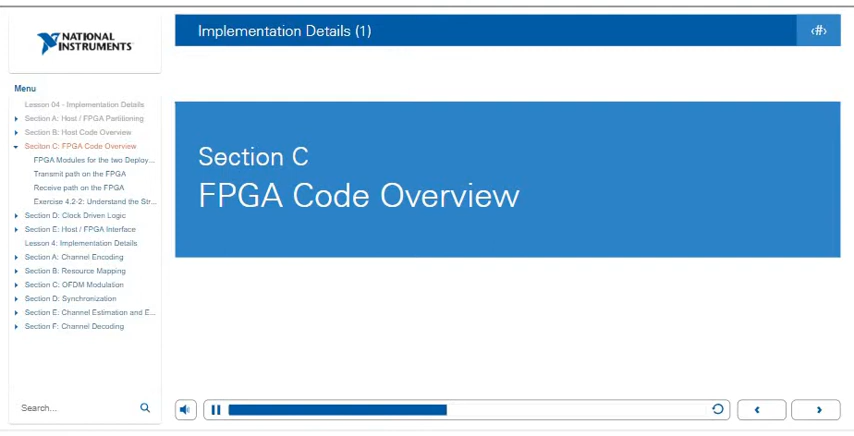 NATIONAL
INSTRUMENTS
Implementation Details (1)
‹#›
Menu
Lesson 04 - Implementation Details
Section A: Host / FPGA Partitioning
Section B: Host Code Overview
Section C: FPGA Code Overview
FPGA Modules for the two Deploy...
Transmit path on the FPGA
Receive path on the FPGA
Exercise 4.2-2: Understand the Str...
Section D: Clock Driven Logic
Section E: Host / FPGA Interface
Lesson 4: Implementation Details
Section A: Channel Encoding
Section B: Resource Mapping
Section C: OFDM Modulation
Section D: Synchronization
Section E: Channel Estimation and E...
Section F: Channel Decoding
Search...
Section C
FPGA Code Overview